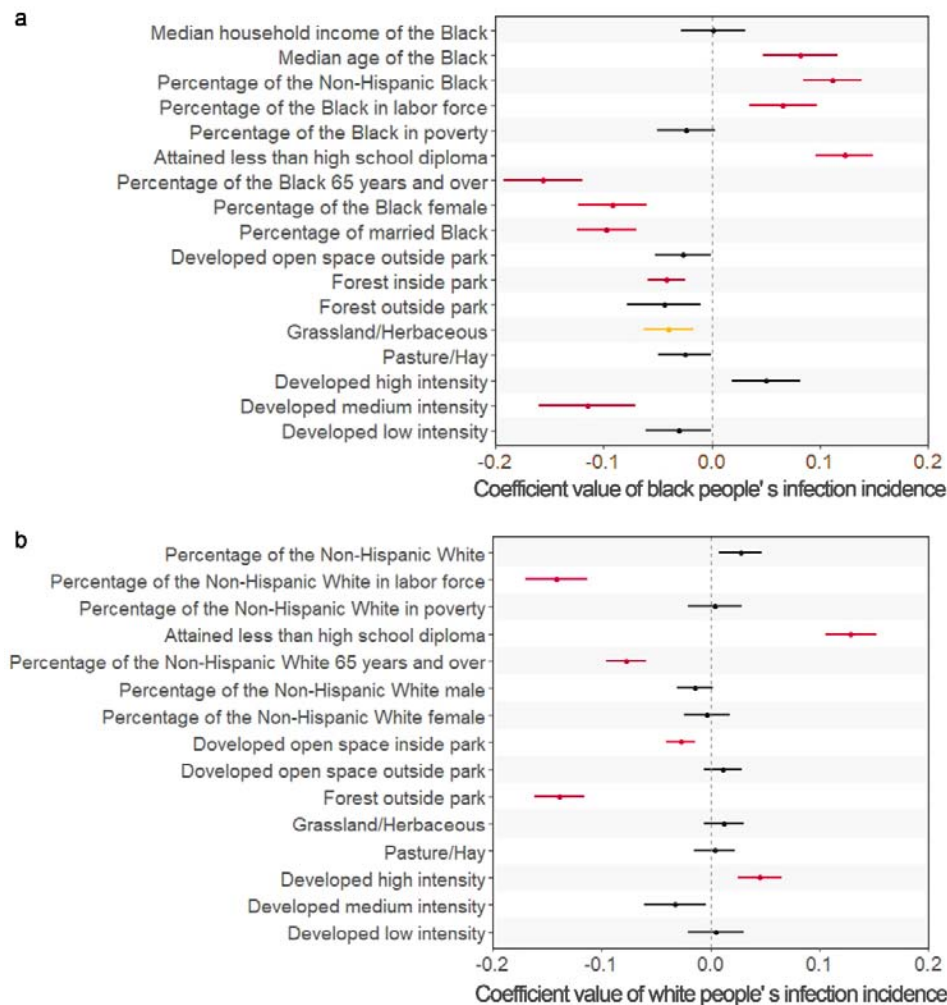 a
Median household income of the Black
Median age of the Black
Percentage of the Non-Hispanic Black
Percentage of the Black in labor force
Percentage of the Black in poverty
Attained less than high school diploma
Percentage of the Black 65 years and over
Percentage of the Black female
Percentage of married Black
Developed open space outside park
Forest inside park
Forest outside park
Grassland/Herbaceous
Pasture/Hay
Developed high intensity
Developed medium intensity
Developed low intensity
-0.2 -0.1 0.0 0.1 0.2
Coefficient value of black people's infection incidence
b
Percentage of the Non-Hispanic White
Percentage of the Non-Hispanic White in labor force
Percentage of the Non-Hispanic White in poverty
Attained less than high school diploma
Percentage of the Non-Hispanic White 65 years and over
Percentage of the Non-Hispanic White male
Percentage of the Non-Hispanic White female
Doveloped open space inside park
Doveloped open space outside park
Forest outside park
Grassland/Herbaceous
Pasture/Hay
Developed high intensity
Developed medium intensity
Developed low intensity
-0.2 -0.1 0.0 0.1 0.2
Coefficient value of white people's infection incidence